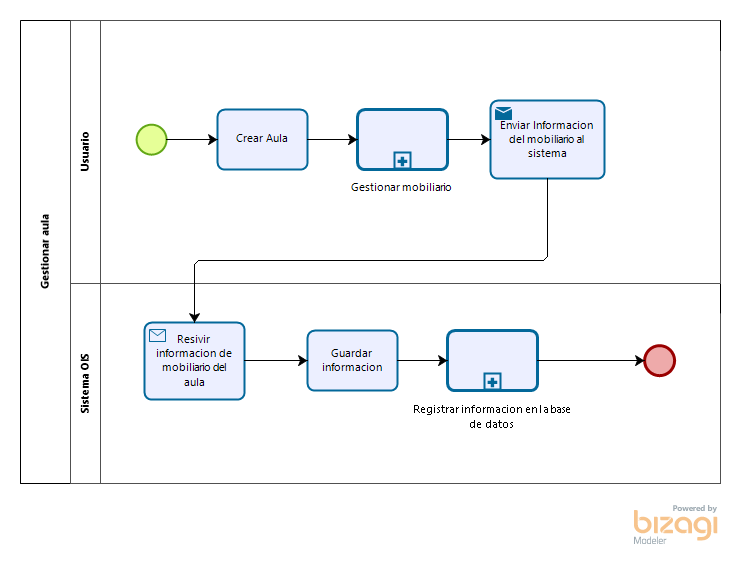 Gestionar aula
Usuario
Crear Aula
Gestionar mobiliario
Enviar Informacion
del mobiliario al
sistema
Sistema OIS
Resivir
informacion de
mobiliario del
aula
Guardar
informacion
Registrar informacion en la base
de datos
Powered by
bizagi
Modeler